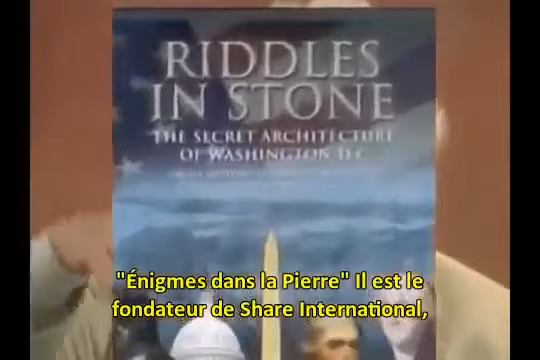 RIDDLES
IN STONE
THE SECRET ARCHITECTURE
OF WASHINGTON D.C.
"Énigmes dans la Pierre" Il est le
fondateur de Share International,